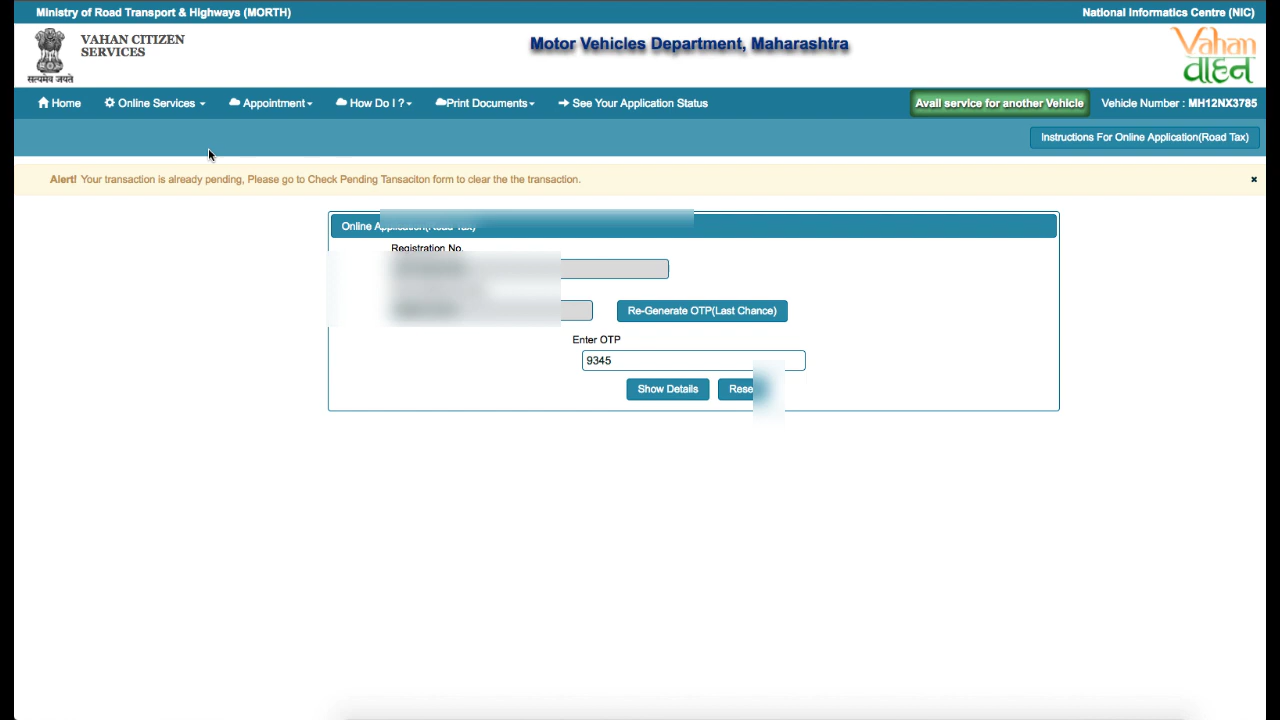 Ministry of Road Transport & Highways (MORTH) National Informatics Centre (NIC)
सत्यमेव जयते
VAHAN CITIZEN
SERVICES
Motor Vehicles Department, Maharashtra
Vahan
वाहन
Home Online Services Appointment How Do I ? Print Documents See Your Application Status Avail service for another Vehicle Vehicle Number : MH12NX3785
Instructions For Online Application(Road Tax)
Alert! Your transaction is already pending, Please go to Check Pending Tansaciton form to clear the the transaction. ×
Online Application(Road Tax)
Registration No.
Re-Generate OTP(Last Chance)
Enter OTP
9345
Show Details Rese